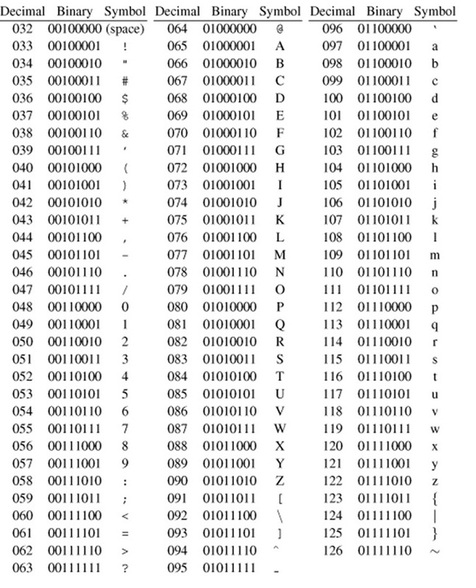 Decimal Binary Symbol Decimal Binary Symbol Decimal Binary Symbol
032 00100000 (space) 064 01000000 @ 096 01100000 `
033 00100001 ! 065 01000001 A 097 01100001 a
034 00100010 " 066 01000010 B 098 01100010 b
035 00100011 # 067 01000011 C 099 01100011 c
036 00100100 $ 068 01000100 D 100 01100100 d
037 00100101 % 069 01000101 E 101 01100101 e
038 00100110 & 070 01000110 F 102 01100110 f
039 00100111 ' 071 01000111 G 103 01100111 g
040 00101000 ( 072 01001000 H 104 01101000 h
041 00101001 ) 073 01001001 I 105 01101001 i
042 00101010 * 074 01001010 J 106 01101010 j
043 00101011 + 075 01001011 K 107 01101011 k
044 00101100 , 076 01001100 L 108 01101100 l
045 00101101 - 077 01001101 M 109 01101101 m
046 00101110 . 078 01001110 N 110 01101110 n
047 00101111 / 079 01001111 O 111 01101111 o
048 00110000 0 080 01010000 P 112 01110000 p
049 00110001 1 081 01010001 Q 113 01110001 q
050 00110010 2 082 01010010 R 114 01110010 r
051 00110011 3 083 01010011 S 115 01110011 s
052 00110100 4 084 01010100 T 116 01110100 t
053 00110101 5 085 01010101 U 117 01110101 u
054 00110110 6 086 01010110 V 118 01110110 v
055 00110111 7 087 01010111 W 119 01110111 w
056 00111000 8 088 01011000 X 120 01111000 x
057 00111001 9 089 01011001 Y 121 01111001 y
058 00111010 : 090 01011010 Z 122 01111010 z
059 00111011 ; 091 01011011 [ 123 01111011 {
060 00111100 < 092 01011100 \ 124 01111100 |
061 00111101 = 093 01011101 ] 125 01111101 }
062 00111110 > 094 01011110 ^ 126 01111110 ~
063 00111111 ? 095 01011111 _